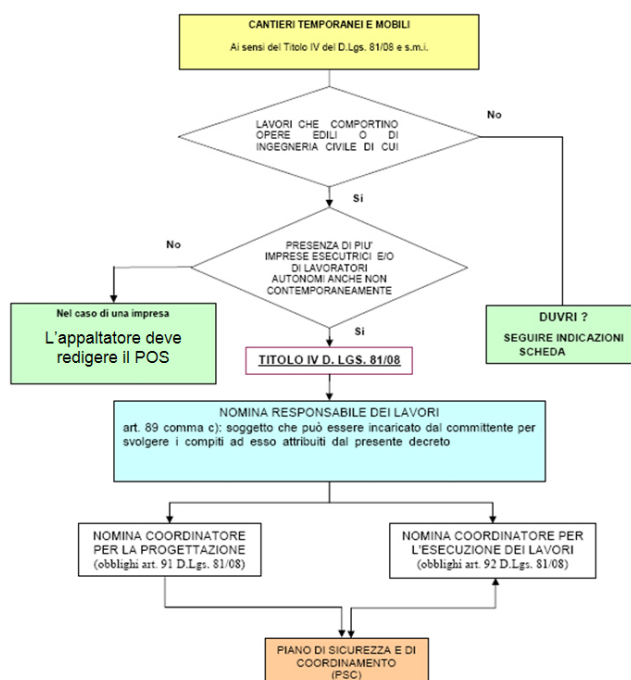 CANTIERI TEMPORANEI E MOBILI
Ai sensi del Titolo IV del D.Lgs. 81/08 e s.m.i.
LAVORI CHE COMPORTINO
OPERE EDILI O DI
INGEGNERIA CIVILE DI CUI
No
Si
PRESENZA DI PIU'
IMPRESE ESECUTRICI E/O
DI LAVORATORI
AUTONOMI ANCHE NON
CONTEMPORANEAMENTE
No
Nel caso di una impresa
L'appaltatore deve
redigere il POS
DUVRI ?
SEGUIRE INDICAZIONI
SCHEDA
Si
TITOLO IV D. LGS. 81/08
NOMINA RESPONSABILE DEI LAVORI
art. 89 comma c): soggetto che può essere incaricato dal committente per
svolgere i compiti ad esso attribuiti dal presente decreto
NOMINA COORDINATORE
PER LA PROGETTAZIONE
(obblighi art. 91 D.Lgs. 81/08)
NOMINA COORDINATORE PER
L'ESECUZIONE DEI LAVORI
(obblighi art. 92 D.Lgs. 81/08)
PIANO DI SICUREZZA E DI
COORDINAMENTO
(PSC)